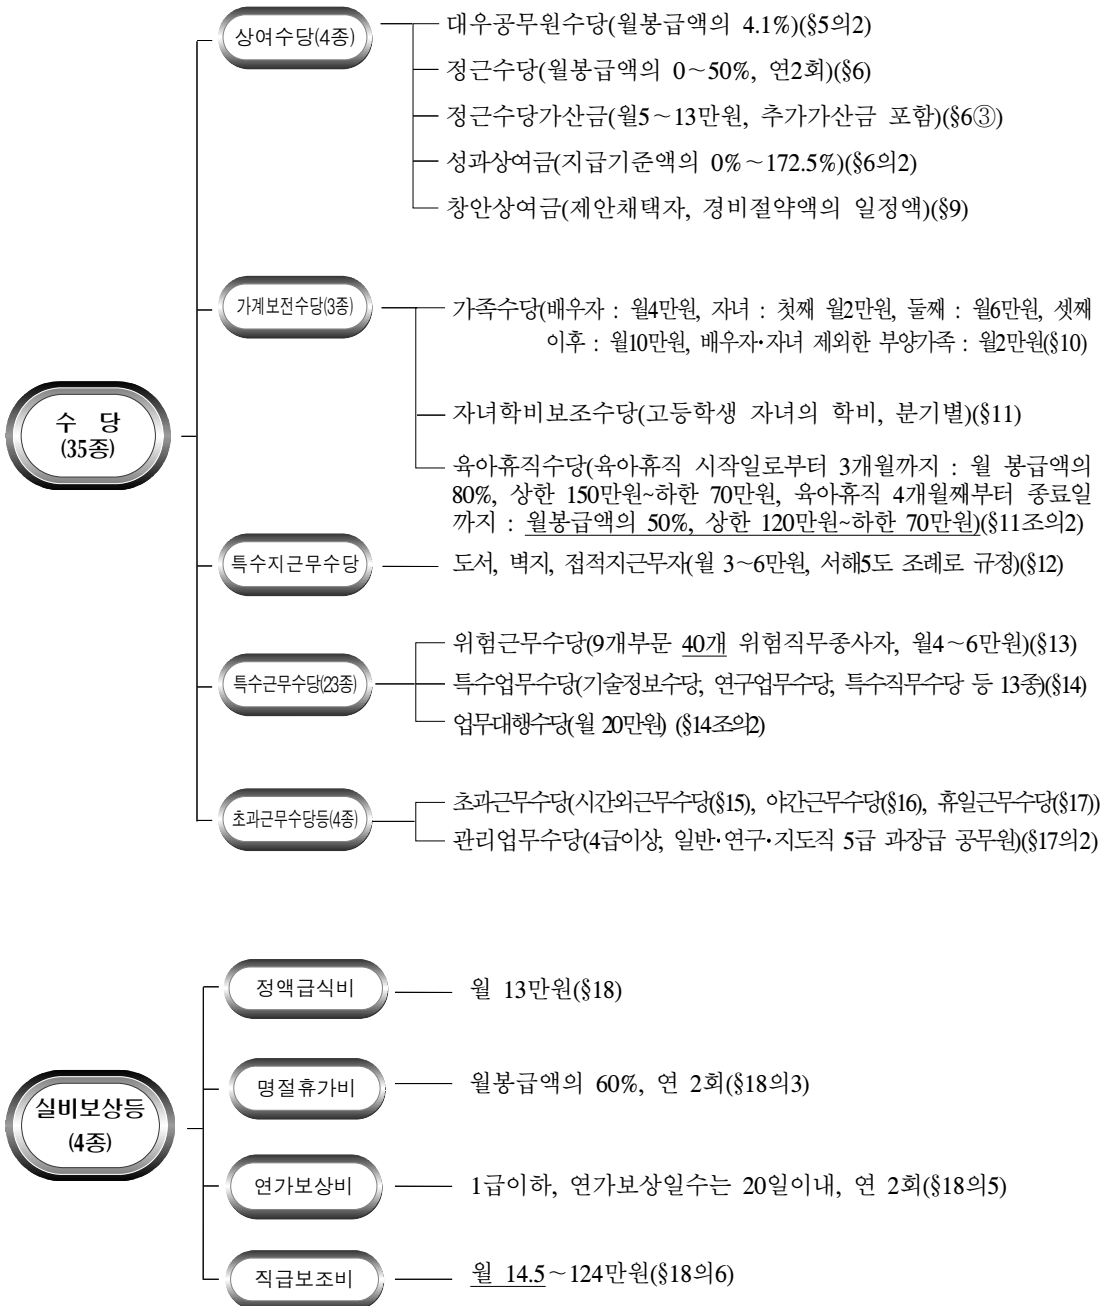 수 당
(35종)
상여수당(4종)
대우공무원수당(월봉급액의 4.1%)(§5의2)
정근수당(월봉급액의 0～50%, 연2회)(§6)
정근수당가산금(월5～13만원, 추가가산금 포함)(§6③)
성과상여금(지급기준액의 0%～172.5%)(§6의2)
창안상여금(제안채택자, 경비절약액의 일정액)(§9)
가계보전수당(3종)
가족수당(배우자 : 월4만원, 자녀 : 첫째 월2만원, 둘째 : 월6만원, 셋째
이후 : 월10만원, 배우자·자녀 제외한 부양가족 : 월2만원(§10)
자녀학비보조수당(고등학생 자녀의 학비, 분기별)(§11)
육아휴직수당(육아휴직 시작일로부터 3개월까지 : 월 봉급액의
80%, 상한 150만원~하한 70만원, 육아휴직 4개월째부터 종료일
까지 : 월봉급액의 50%, 상한 120만원~하한 70만원)(§11조의2)
특수지근무수당
도서, 벽지, 접적지근무자(월 3～6만원, 서해5도 조례로 규정)(§12)
특수근무수당(23종)
위험근무수당(9개부문 40개 위험직무종사자, 월4～6만원)(§13)
특수업무수당(기술정보수당, 연구업무수당, 특수직무수당 등 13종)(§14)
업무대행수당(월 20만원) (§14조의2)
초과근무수당등(4종)
초과근무수당(시간외근무수당(§15), 야간근무수당(§16), 휴일근무수당(§17))
관리업무수당(4급이상, 일반·연구·지도직 5급 과장급 공무원)(§17의2)
실비보상등
(4종)
정액급식비
월 13만원(§18)
명절휴가비
월봉급액의 60%, 연 2회(§18의3)
연가보상비
1급이하, 연가보상일수는 20일이내, 연 2회(§18의5)
직급보조비
월 14.5～124만원(§18의6)